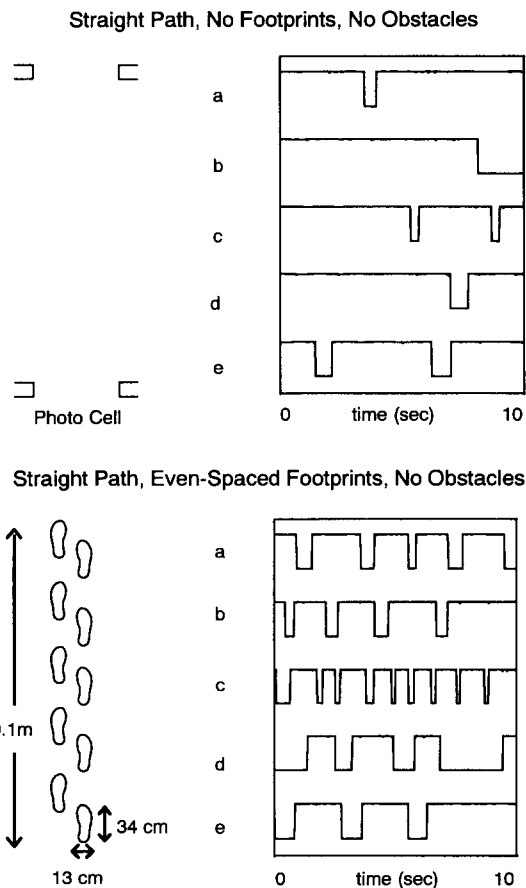 Straight Path, No Footprints, No Obstacles
a
b
c
d
e
Photo Cell
0 time (sec) 10
Straight Path, Even-Spaced Footprints, No Obstacles
a
b
c
d
e
34 cm
13 cm
0 time (sec) 10